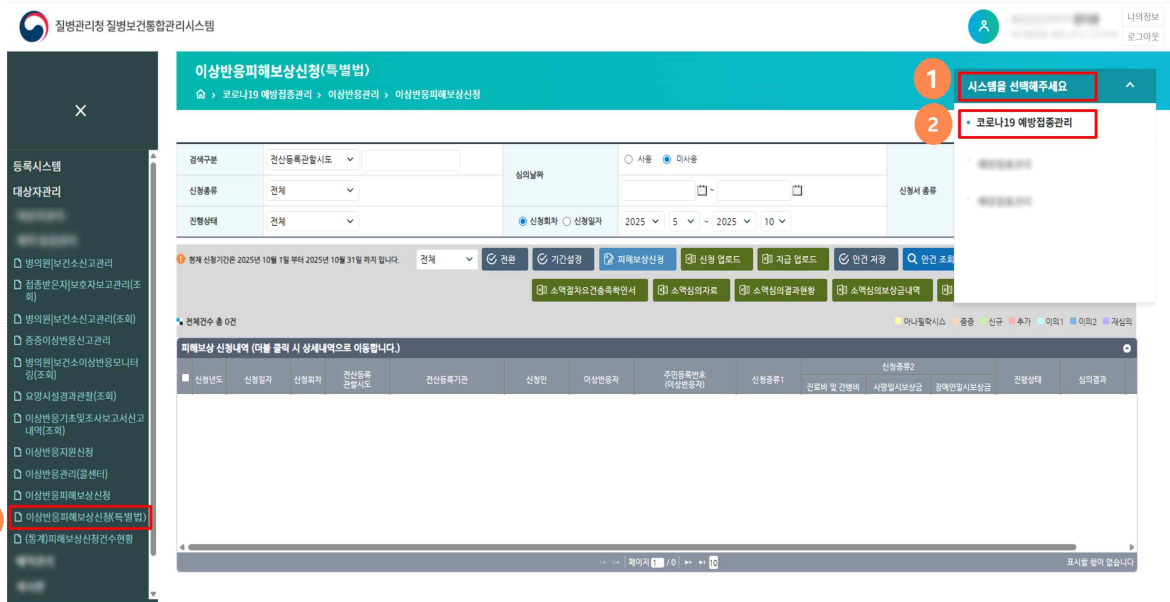 질병관리청 질병보건통합관리시스템
나의정보
로그아웃
이상반응피해보상신청(특별법)
코로나19 예방접종관리 > 이상반응관리 > 이상반응피해보상신청
1
시스템을 선택해주세요
2
코로나19 예방접종관리
등록시스템
대상자관리
병의원|보건소신고관리
접종받은자|보호자보고관리(조회)
병의원|보건소신고관리(조회)
중증이상반응신고관리
병의원|보건소이상반응모니터링(조회)
요양시설경과관찰(조회)
이상반응기초및조사보고서신고내역(조회)
이상반응지원신청
이상반응관리(콜센터)
이상반응피해보상신청
이상반응피해보상신청(특별법)
(통계)피해보상신청건수현황
검색구분 전산등록관할시도
심의날짜 사용 미사용
~
신청서 종류
신청종류 전체
진행상태 전체
신청회차 신청일자 2025 5 ~ 2025 10
현재 신청기간은 2025년 10월 1일 부터 2025년 10월 31일 까지 입니다.
전체 전환 기간설정 피해보상신청 신청 업로드 지급 업로드 안건 저장 안건 조회
소액절차요건충족확인서 소액심의자료 소액심의결과현황 소액심의보상금내역
전체건수 총 0건
아나필락시스 중증 신규 추가 이의1 이의2 재심의
피해보상 신청내역 (더블 클릭 시 상세내역으로 이동합니다.)
신청년도 신청일자 신청회차 전산등록관할시도 전산등록기관 신청인 이상반응자 주민등록번호(이상반응자) 신청종류1 신청종류2 진행상태 심의결과
진료비 및 간병비 사망일시보상금 장애인일시보상금
페이지 1 / 0 10
표시할 행이 없습니다